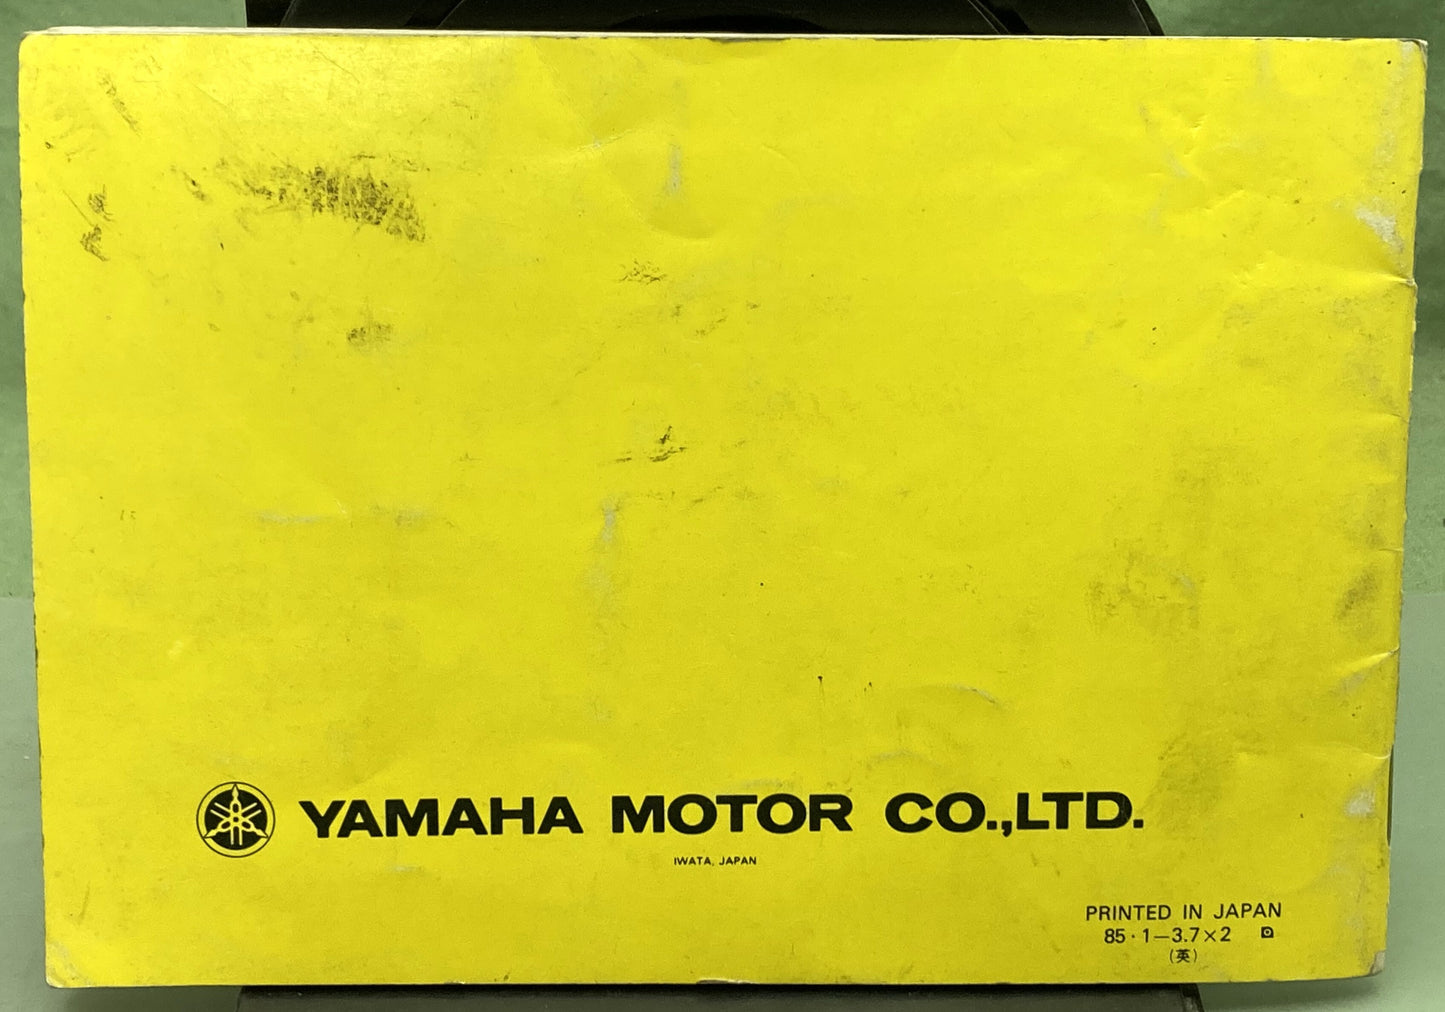 YAMAHA MOTOR CO.,LTD.
IWATA, JAPAN
PRINTED IN JAPAN
85・1－3.7×2
(英)